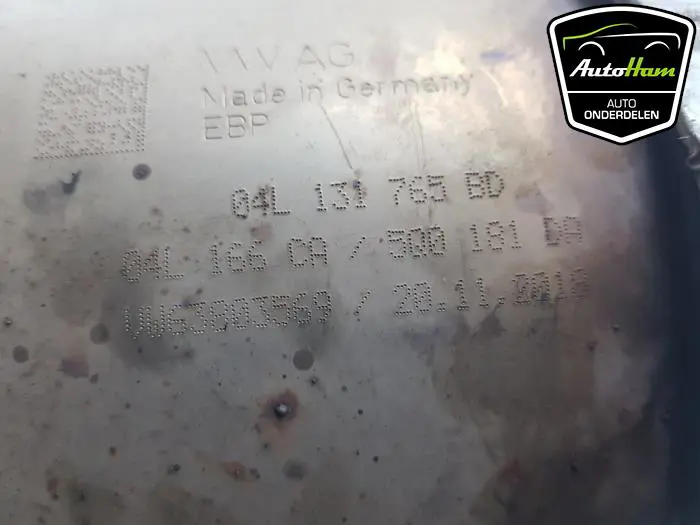 VW AG
Made in Germany
EBP
04L 131 765 BD
04L 166 CA / 500 181 DA
VW63803569 / 20.11.2018
AutoHam
AUTO
ONDERDELEN